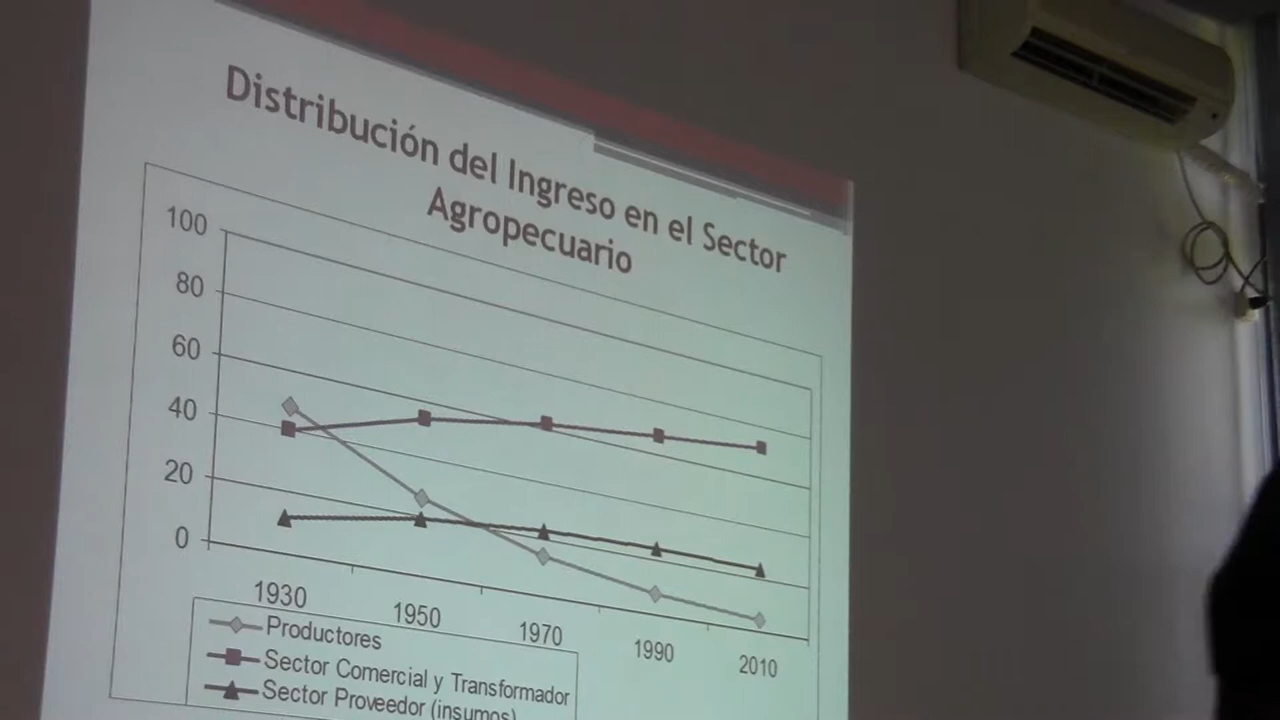 Distribución del Ingreso en el Sector
Agropecuario
100
80
60
40
20
0
1930
1950
1970
1990
2010
Productores
Sector Comercial y Transformador
Sector Proveedor (insumos)